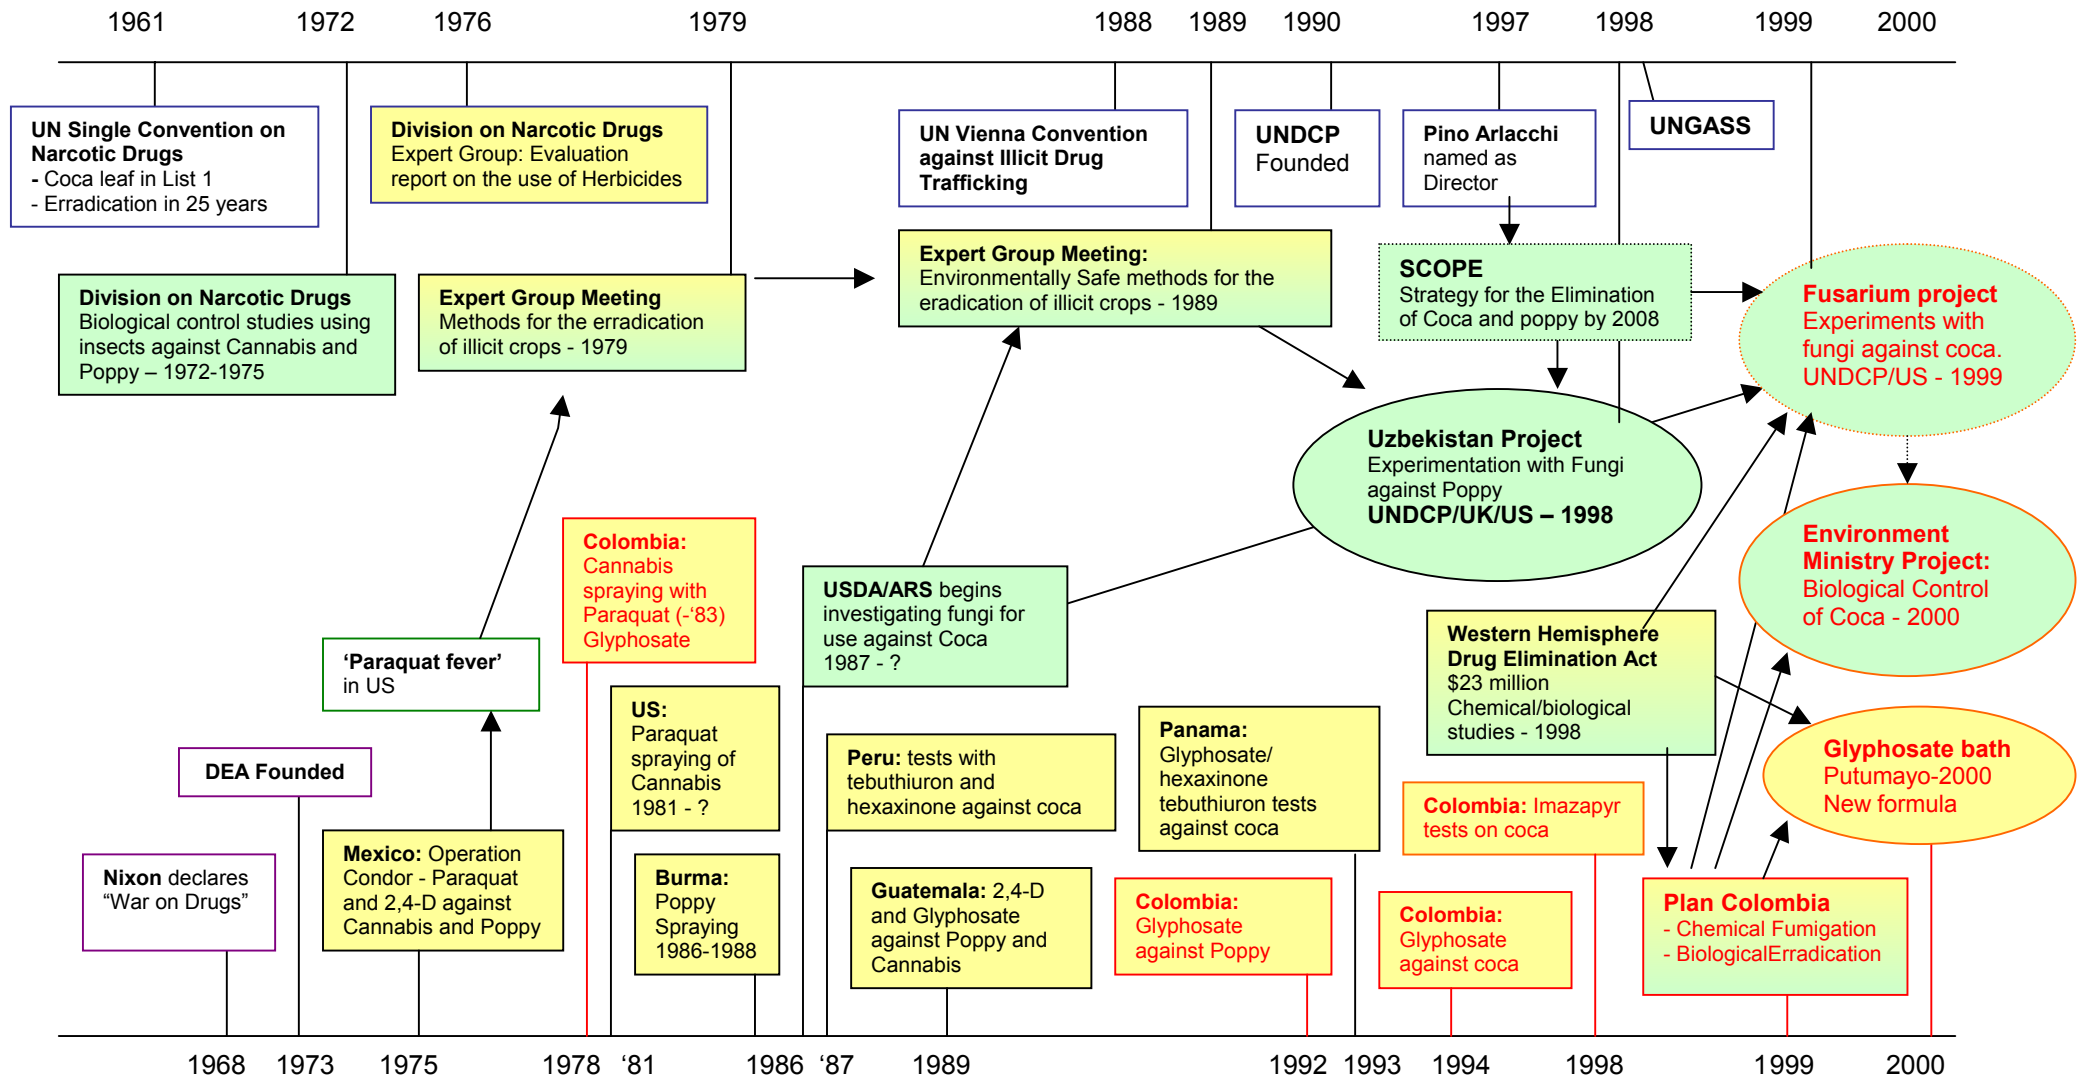 1961 1972 1976 1979 1988 1989 1990 1997 1998 1999 2000
UN Single Convention on
Narcotic Drugs
- Coca leaf in List 1
- Erradication in 25 years
Division on Narcotic Drugs
Expert Group: Evaluation
report on the use of Herbicides
UN Vienna Convention
against Illicit Drug
Trafficking
UNDCP
Founded
Pino Arlacchi
named as
Director
UNGASS
Division on Narcotic Drugs
Biological control studies using
insects against Cannabis and
Poppy – 1972-1975
Expert Group Meeting
Methods for the erradication
of illicit crops - 1979
Expert Group Meeting:
Environmentally Safe methods for the
eradication of illicit crops - 1989
SCOPE
Strategy for the Elimination
of Coca and poppy by 2008
Fusarium project
Experiments with
fungi against coca.
UNDCP/US - 1999
Uzbekistan Project
Experimentation with Fungi
against Poppy
UNDCP/UK/US – 1998
Environment
Ministry Project:
Biological Control
of Coca - 2000
Colombia:
Cannabis
spraying with
Paraquat (-‘83)
Glyphosate
USDA/ARS begins
investigating fungi for
use against Coca
1987 - ?
‘Paraquat fever’
in US
Western Hemisphere
Drug Elimination Act
$23 million
Chemical/biological
studies - 1998
US:
Paraquat
spraying of
Cannabis
1981 - ?
Peru: tests with
tebuthiuron and
hexaxinone against coca
Panama:
Glyphosate/
hexaxinone
tebuthiuron tests
against coca
Glyphosate bath
Putumayo-2000
New formula
DEA Founded
Colombia: Imazapyr
tests on coca
Nixon declares
“War on Drugs”
Mexico: Operation
Condor - Paraquat
and 2,4-D against
Cannabis and Poppy
Burma:
Poppy
Spraying
1986-1988
Guatemala: 2,4-D
and Glyphosate
against Poppy and
Cannabis
Colombia:
Glyphosate
against Poppy
Colombia:
Glyphosate
against coca
Plan Colombia
- Chemical Fumigation
- BiologicalErradication
1968 1973 1975 1978 ‘81 1986 ‘87 1989 1992 1993 1994 1998 1999 2000